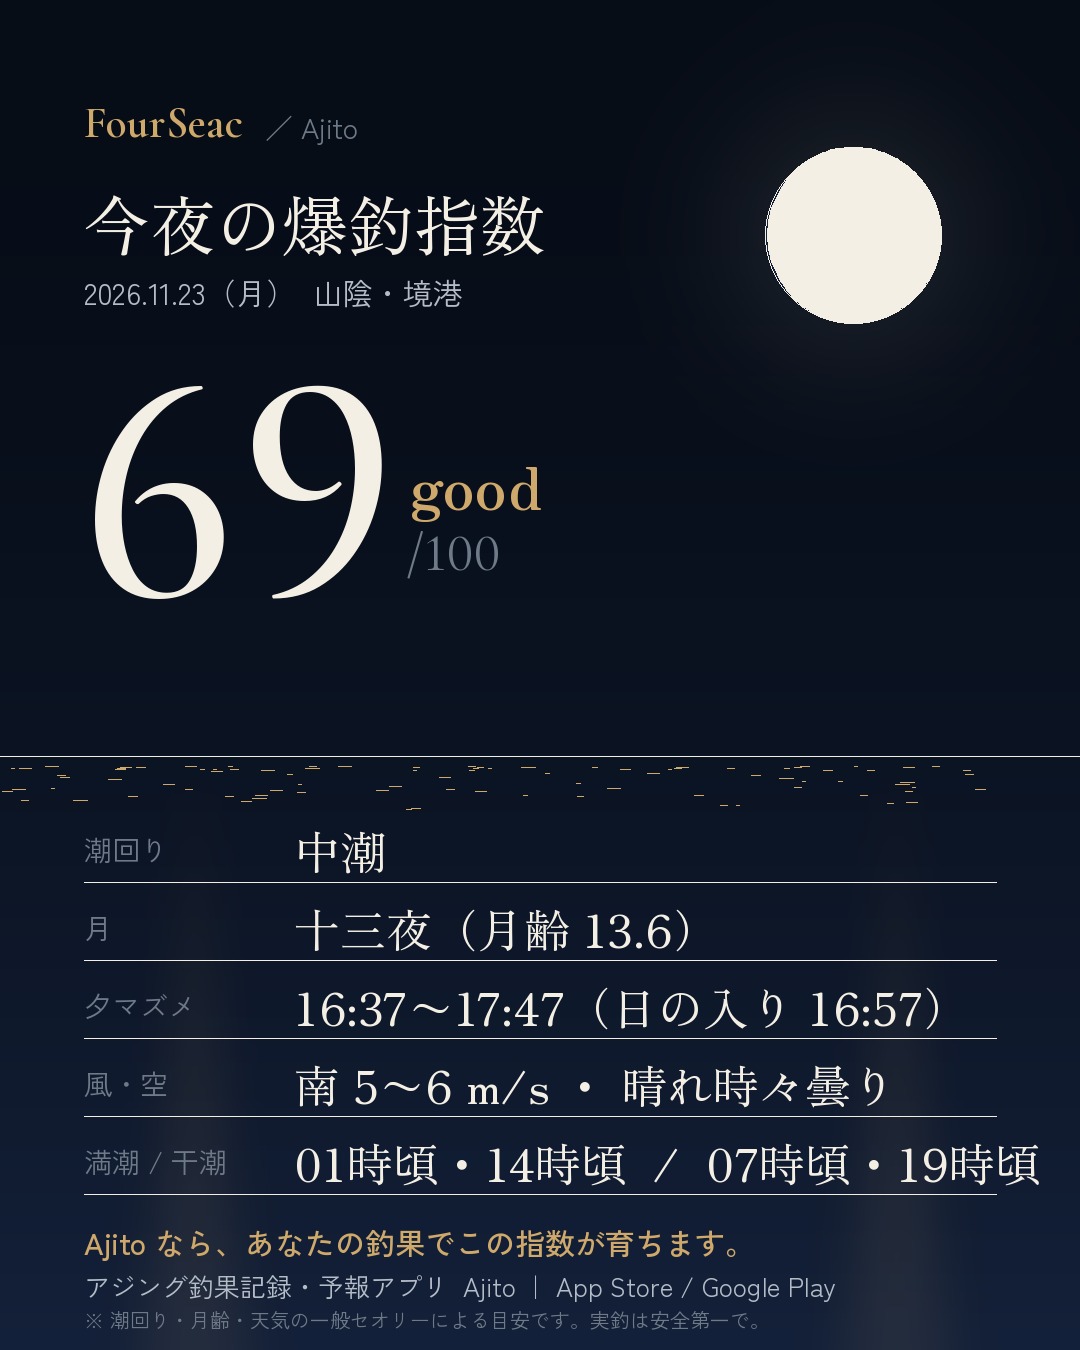 FourSeac ／ Ajito
今夜の爆釣指数
2026.11.23（月） 山陰・境港
69 good
/100
潮回り 中潮
月 十三夜（月齢 13.6）
夕マズメ 16:37〜17:47（日の入り 16:57）
風・空 南 5〜6 m/s ・ 晴れ時々曇り
満潮 / 干潮 01時頃・14時頃 / 07時頃・19時頃
Ajito なら、あなたの釣果でこの指数が育ちます。
アジング釣果記録・予報アプリ Ajito｜App Store / Google Play
※ 潮回り・月齢・天気の一般セオリーによる目安です。実釣は安全第一で。